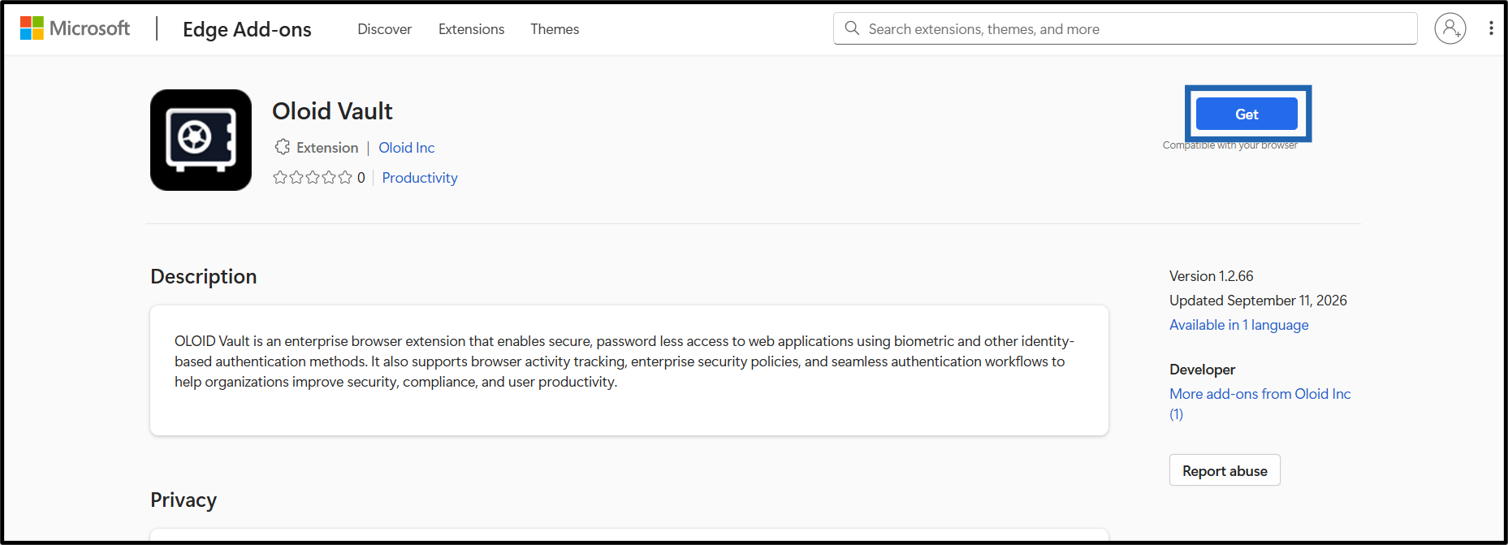 Microsoft | Edge Add-ons Discover Extensions Themes Search extensions, themes, and more
Oloid Vault
Get
Extension | Oloid Inc
Compatible with your browser
0 Productivity
Description
Version 1.2.66
Updated September 11, 2026
Available in 1 language
OLOID Vault is an enterprise browser extension that enables secure, password less access to web applications using biometric and other identity-
based authentication methods. It also supports browser activity tracking, enterprise security policies, and seamless authentication workflows to
help organizations improve security, compliance, and user productivity.
Developer
More add-ons from Oloid Inc
(1)
Report abuse
Privacy